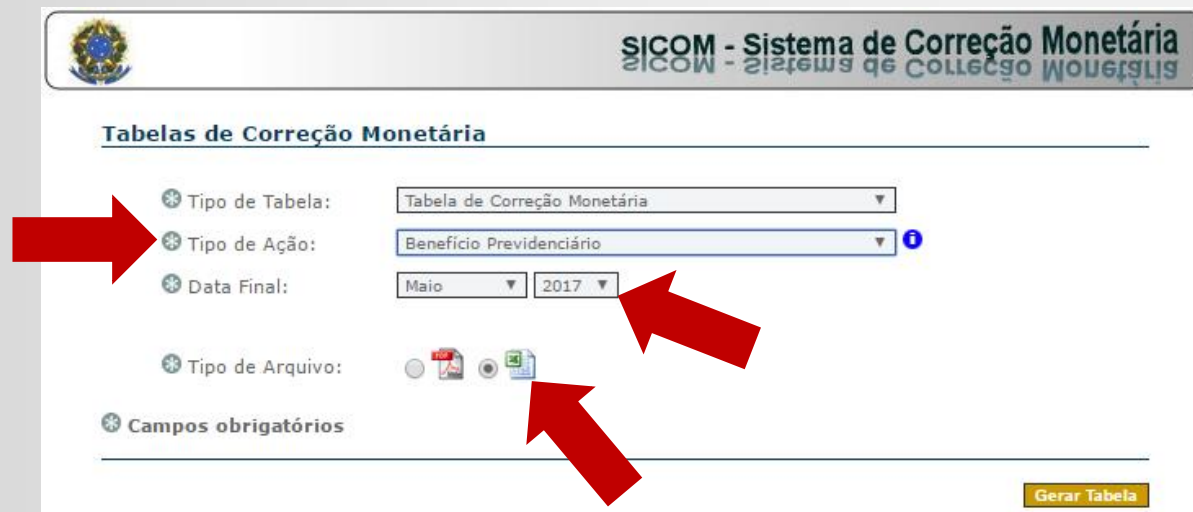 SICOM - Sistema de Correção Monetária
Tabelas de Correção Monetária
Tipo de Tabela: Tabela de Correção Monetária
Tipo de Ação: Benefício Previdenciário
Data Final: Maio 2017
Tipo de Arquivo: PDF
Campos obrigatórios
Gerar Tabela